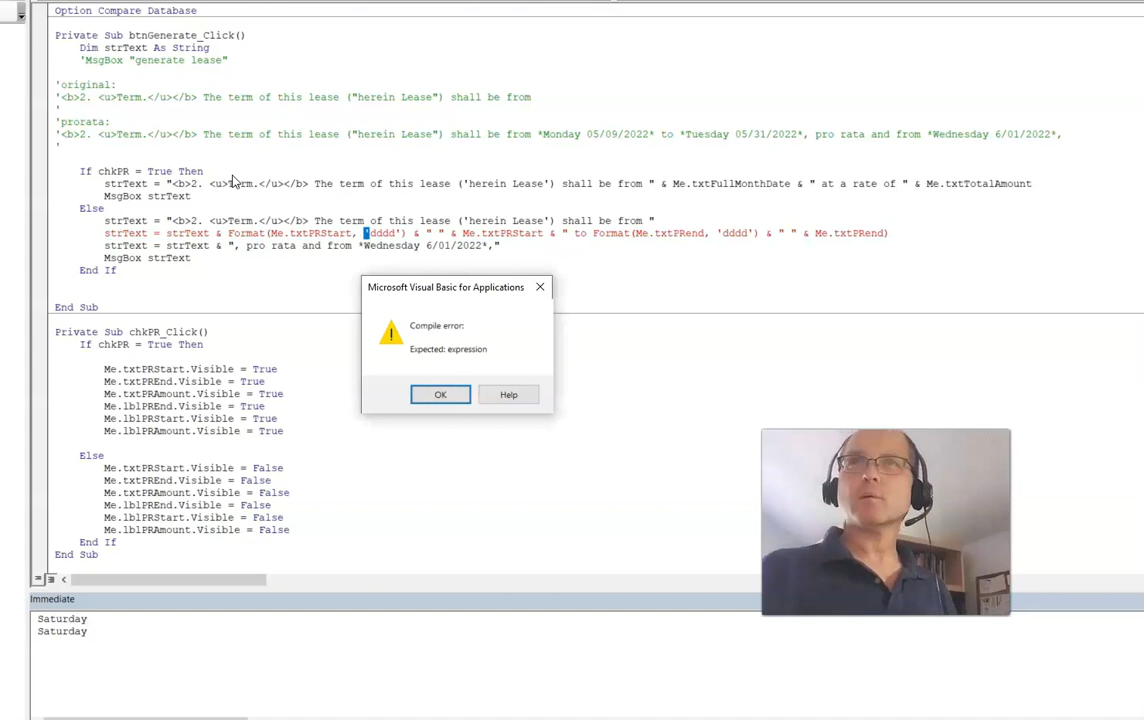 Option Compare Database
Private Sub btnGenerate_Click()
Dim strText As String
'MsgBox "generate lease"
'original:
'<b>2. <u>Term.</u></b> The term of this lease ("herein Lease") shall be from
'
'prorata:
'<b>2. <u>Term.</u></b> The term of this lease ("herein Lease") shall be from *Monday 05/09/2022* to *Tuesday 05/31/2022*, pro rata and from *Wednesday 6/01/2022*,
'
If chkPR = True Then
strText = "<b>2. <u>Term.</u></b> The term of this lease ('herein Lease') shall be from " & Me.txtFullMonthDate & " at a rate of " & Me.txtTotalAmount
MsgBox strText
Else
strText = "<b>2. <u>Term.</u></b> The term of this lease ('herein Lease') shall be from "
strText = strText & Format(Me.txtPRStart, 'dddd') & " " & Me.txtPRStart & " to Format(Me.txtPRend, 'dddd') & " " & Me.txtPRend)
strText = strText & ", pro rata and from *Wednesday 6/01/2022*,"
MsgBox strText
End If
End Sub
Private Sub chkPR_Click()
If chkPR = True Then
Me.txtPRStart.Visible = True
Me.txtPREnd.Visible = True
Me.txtPRAmount.Visible = True
Me.lblPREnd.Visible = True
Me.lblPRStart.Visible = True
Me.lblPRAmount.Visible = True
Else
Me.txtPRStart.Visible = False
Me.txtPREnd.Visible = False
Me.txtPRAmount.Visible = False
Me.lblPREnd.Visible = False
Me.lblPRStart.Visible = False
Me.lblPRAmount.Visible = False
End If
End Sub
Microsoft Visual Basic for Applications
Compile error:
Expected: expression
OK
Help
Immediate
Saturday
Saturday